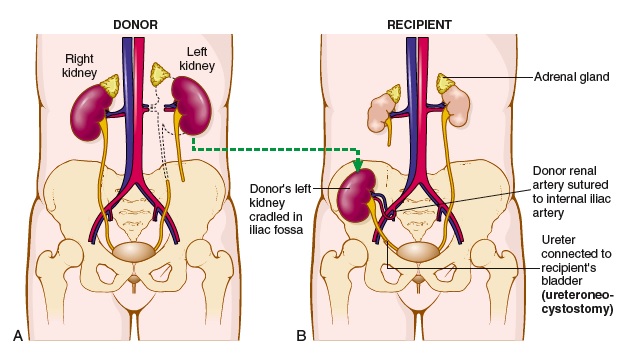 DONOR
Right
kidney
Left
kidney
A
RECIPIENT
Adrenal gland
Donor's left
kidney
cradled in
iliac fossa
Donor renal
artery sutured
to internal iliac
artery
Ureter
connected to
recipient's
bladder
(ureteroneo-
cystostomy)
B